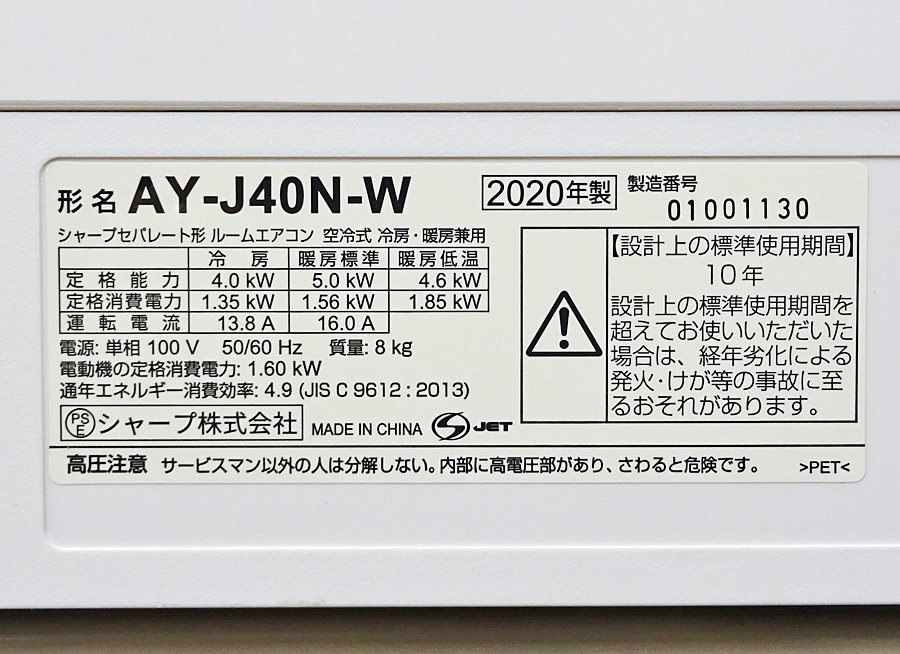 形名 AY-J40N-W 2020年製 製造番号 01001130
シャープセパレート形 ルームエアコン 空冷式 冷房・暖房兼用
冷房 暖房標準 暖房低温
定格能力 4.0 kW 5.0 kW 4.6 kW
定格消費電力 1.35 kW 1.56 kW 1.85 kW
運転電流 13.8 A 16.0 A
電源: 単相 100 V 50/60 Hz 質量: 8 kg
電動機の定格消費電力: 1.60 kW
通年エネルギー消費効率: 4.9 (JIS C 9612 : 2013)
PSE シャープ株式会社 MADE IN CHINA S JET
【設計上の標準使用期間】
10年
設計上の標準使用期間を
超えてお使いいただいた
場合は、経年劣化による
発火・けが等の事故に至
るおそれがあります。
高圧注意 サービスマン以外の人は分解しない。内部に高電圧部があり、さわると危険です。 >PET<